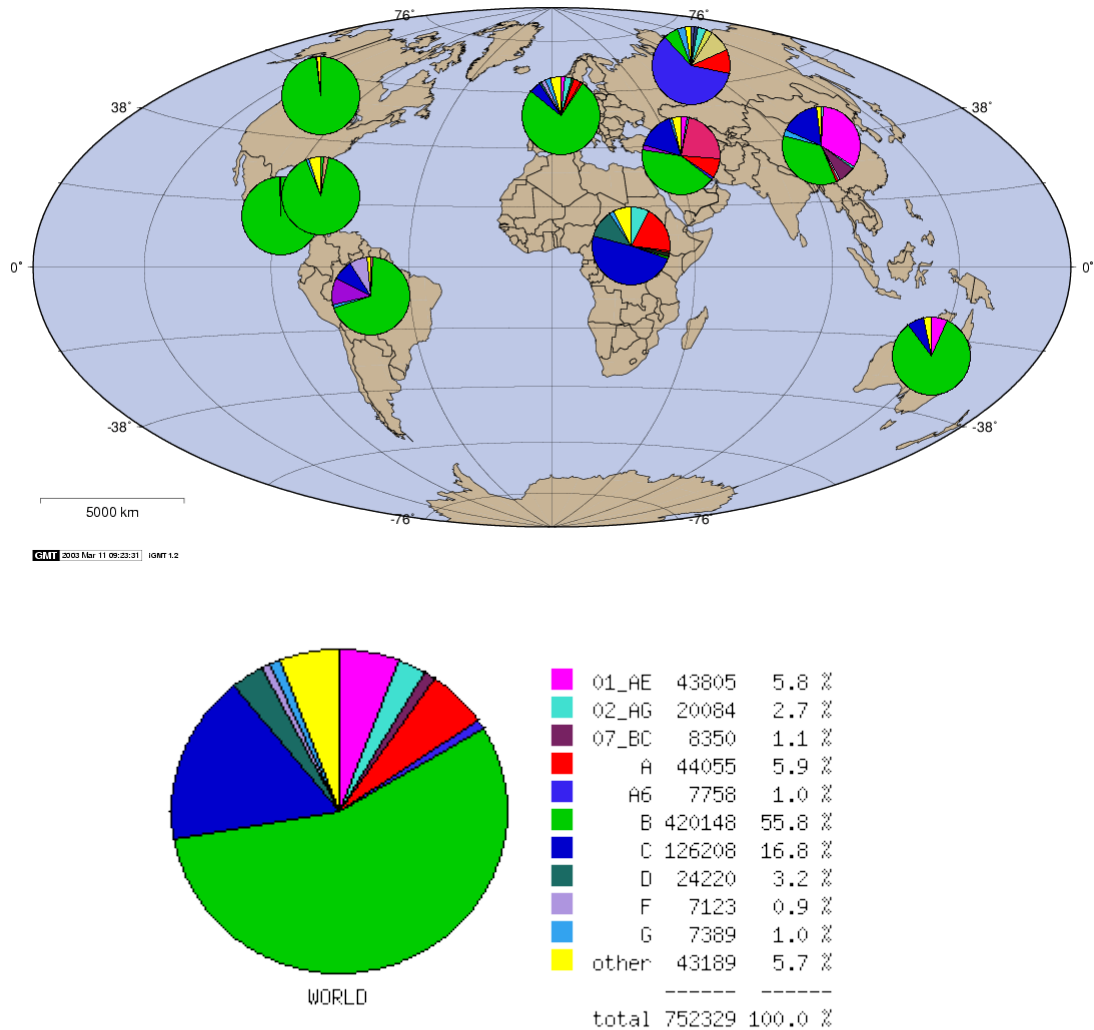 76°
76°
38°
38°
0°
0°
-38°
-38°
-76°
-76°
5000 km
GMT 2003 Mar 11 09:23:31 iGMT 1.2
01_AE 43805 5.8 %
02_AG 20084 2.7 %
07_BC 8350 1.1 %
A 44055 5.9 %
A6 7758 1.0 %
B 420148 55.8 %
C 126208 16.8 %
D 24220 3.2 %
F 7123 0.9 %
G 7389 1.0 %
other 43189 5.7 %
------ ------
total 752329 100.0 %
WORLD